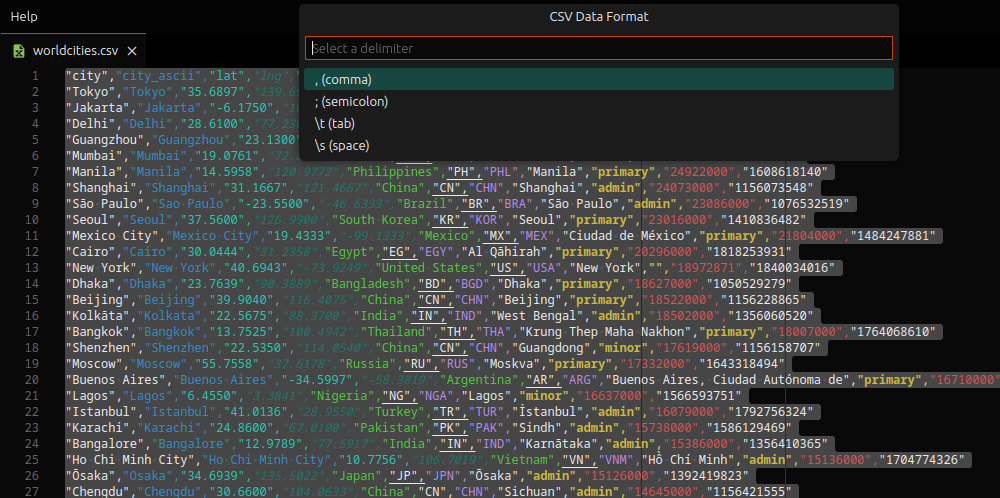 Help
CSV Data Format
worldcities.csv
Select a delimiter
, (comma)
; (semicolon)
\t (tab)
\s (space)
1 "city","city_ascii","lat","lng",
2 "Tokyo","Tokyo","35.6897",
3 "Jakarta","Jakarta","-6.1750",
4 "Delhi","Delhi","28.6100",
5 "Guangzhou","Guangzhou","23.1300"
6 "Mumbai","Mumbai","19.0761",
7 "Manila","Manila","14.5958","120.9772","Philippines","PH","PHL","Manila","primary","24922000","1608618140"
8 "Shanghai","Shanghai","31.1667","121.4667","China","CN","CHN","Shanghai","admin","24073000","1156073548"
9 "São Paulo","Sao Paulo","-23.5500","-46.6333","Brazil","BR","BRA","São Paulo","admin","23086000","1076532519"
10 "Seoul","Seoul","37.5600","126.9900","South Korea","KR","KOR","Seoul","primary","23016000","1410836482"
11 "Mexico City","Mexico City","19.4333","-99.1333","Mexico","MX","MEX","Ciudad de México","primary","21804000","1484247881"
12 "Cairo","Cairo","30.0444","31.2358","Egypt","EG","EGY","Al Qāhirah","primary","20296000","1818253931"
13 "New York","New York","40.6943","-73.9249","United States","US","USA","New York","","18972871","1840034016"
14 "Dhaka","Dhaka","23.7639","90.3889","Bangladesh","BD","BGD","Dhaka","primary","18627000","1050529279"
15 "Beijing","Beijing","39.9040","116.4075","China","CN","CHN","Beijing","primary","18522000","1156228865"
16 "Kolkāta","Kolkata","22.5675","88.3700","India","IN","IND","West Bengal","admin","18502000","1356060520"
17 "Bangkok","Bangkok","13.7525","100.4942","Thailand","TH","THA","Krung Thep Maha Nakhon","primary","18007000","1764068610"
18 "Shenzhen","Shenzhen","22.5350","114.0540","China","CN","CHN","Guangdong","minor","17619000","1156158707"
19 "Moscow","Moscow","55.7558","37.6178","Russia","RU","RUS","Moskva","primary","17332000","1643318494"
20 "Buenos Aires","Buenos Aires","-34.5997","-58.3819","Argentina","AR","ARG","Buenos Aires, Ciudad Autónoma de","primary","16710000"
21 "Lagos","Lagos","6.4550","3.3841","Nigeria","NG","NGA","Lagos","minor","16637000","1566593751"
22 "Istanbul","Istanbul","41.0136","28.9550","Turkey","TR","TUR","İstanbul","admin","16079000","1792756324"
23 "Karachi","Karachi","24.8600","67.0100","Pakistan","PK","PAK","Sindh","admin","15738000","1586129469"
24 "Bangalore","Bangalore","12.9789","77.5917","India","IN","IND","Karnātaka","admin","15386000","1356410365"
25 "Ho Chi Minh City","Ho Chi Minh City","10.7756","106.7019","Vietnam","VN","VNM","Hồ Chí Minh","admin","15136000","1704774326"
26 "Ōsaka","Osaka","34.6939","135.5022","Japan","JP","JPN","Ōsaka","admin","15126000","1392419823"
27 "Chengdu","Chengdu","30.6600","104.0633","China","CN","CHN","Sichuan","admin","14645000","1156421555"